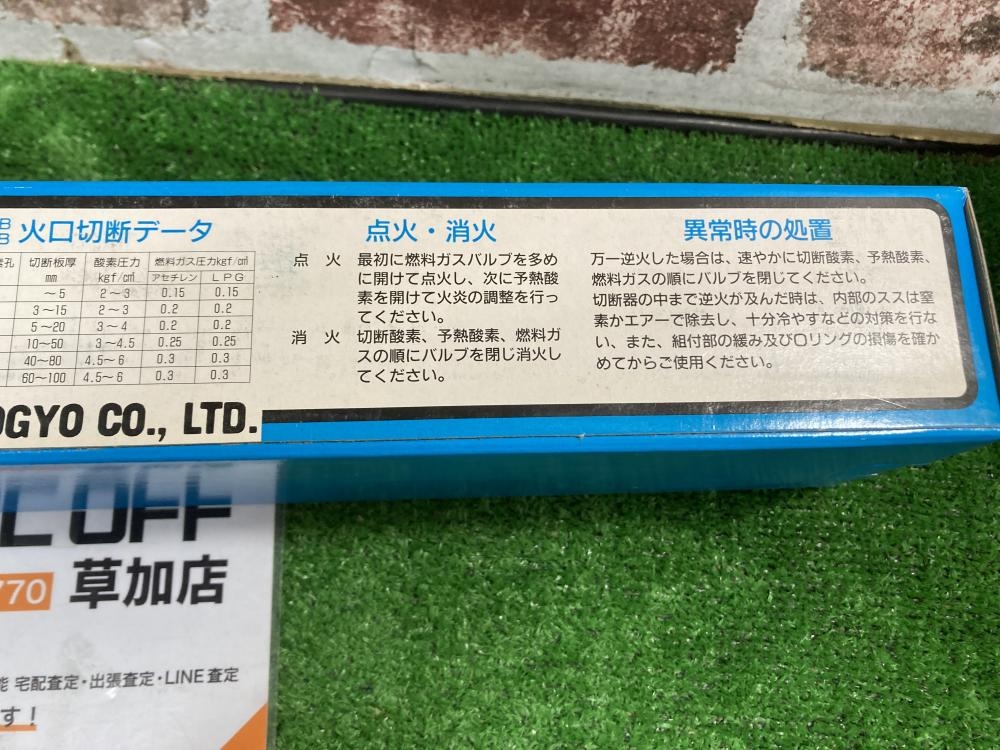 火口切断データ
孔 切断板厚 酸素圧力 燃料ガス圧力kgf/c㎡
mm kgf/c㎡ アセチレン LPG
～5 2～3 0.15 0.15
3～15 2～3 0.2 0.2
5～20 3～4 0.2 0.2
10～50 3～4.5 0.25 0.25
40～80 4.5～6 0.3 0.3
60～100 4.5～6 0.3 0.3
OGYO CO., LTD.
点火・消火
点 火 最初に燃料ガスバルブを多め
に開けて点火し、次に予熱酸
素を開けて火炎の調整を行っ
てください。
消 火 切断酸素、予熱酸素、燃料ガ
スの順にバルブを閉じ消火し
てください。
異常時の処置
万一逆火した場合は、速やかに切断酸素、予熱酸素、
燃料ガスの順にバルブを閉じてください。
切断器の中まで逆火が及んだ時は、内部のススは窒
素かエアーで除去し、十分冷やすなどの対策を行な
い、また、組付部の緩み及びOリングの損傷を確か
めてからご使用ください。
OFF
770 草加店
能 宅配査定・出張査定・LINE査定
す！